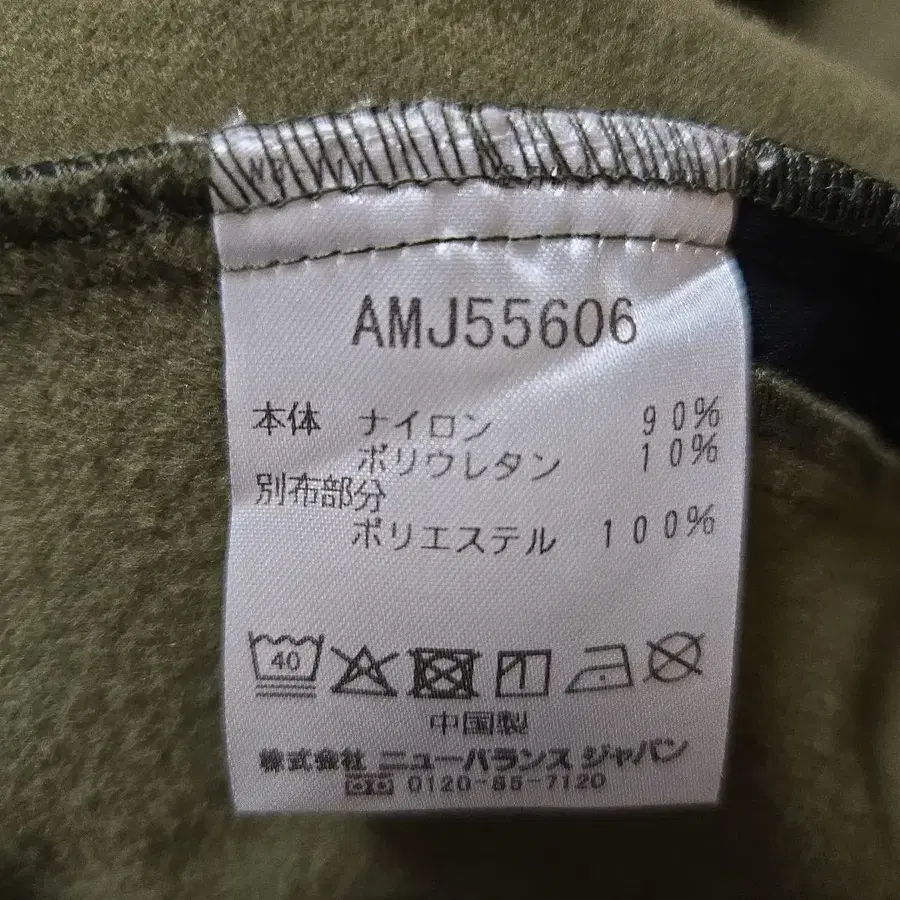 AMJ55606
本体 ナイロン 90%
ポリウレタン 10%
別布部分
ポリエステル 100%
40
中国製
株式会社 ニューバランス ジャパン
0120-85-7120